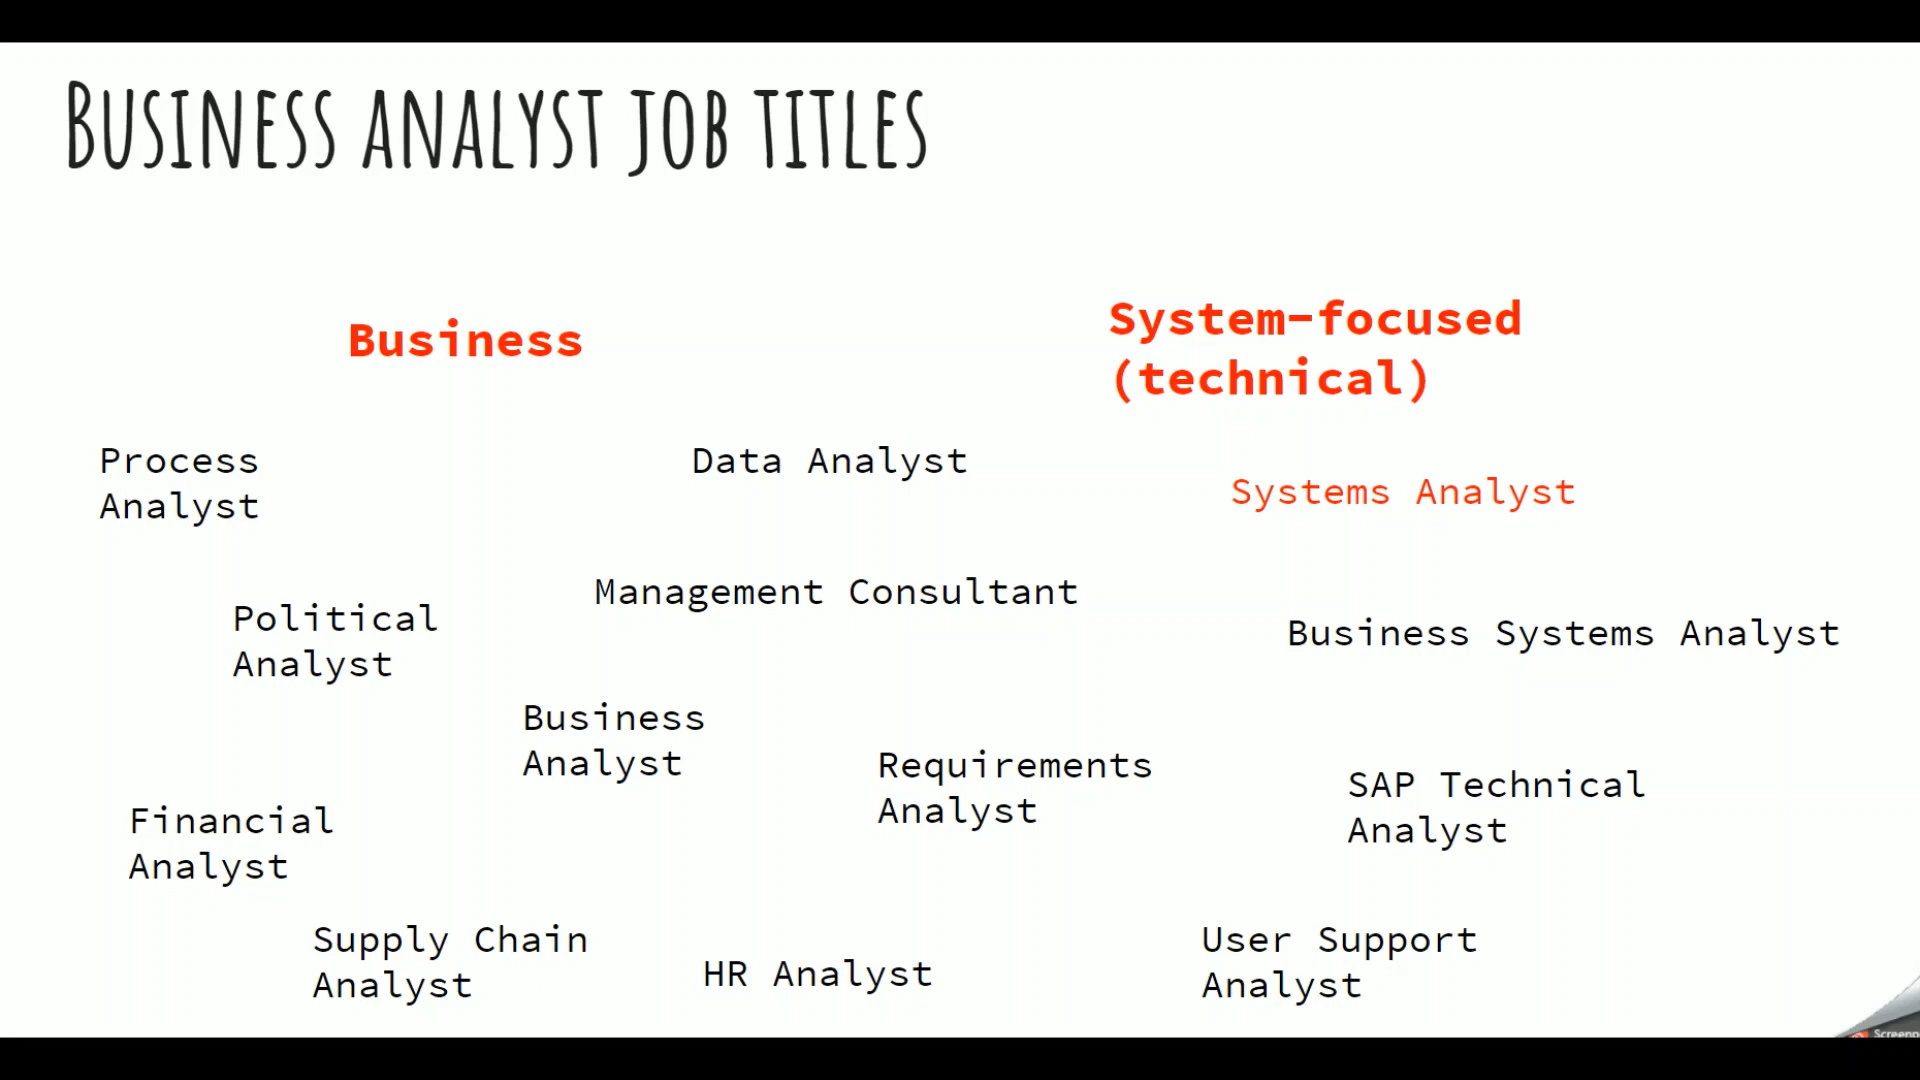 Business analyst job titles
Business
System-focused
(technical)
Process
Analyst
Data Analyst
Systems Analyst
Management Consultant
Political
Analyst
Business Systems Analyst
Business
Analyst
Requirements
Analyst
SAP Technical
Analyst
Financial
Analyst
Supply Chain
Analyst
HR Analyst
User Support
Analyst